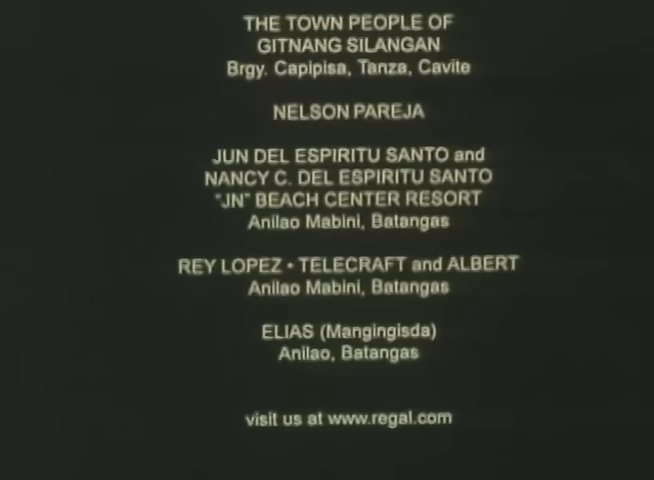 THE TOWN PEOPLE OF
GITNANG SILANGAN
Brgy. Capipisa, Tanza, Cavite
NELSON PAREJA
JUN DEL ESPIRITU SANTO and
NANCY C. DEL ESPIRITU SANTO
"JN" BEACH CENTER RESORT
Anilao Mabini, Batangas
REY LOPEZ • TELECRAFT and ALBERT
Anilao Mabini, Batangas
ELIAS (Mangingisda)
Anilao, Batangas
visit us at www.regal.com